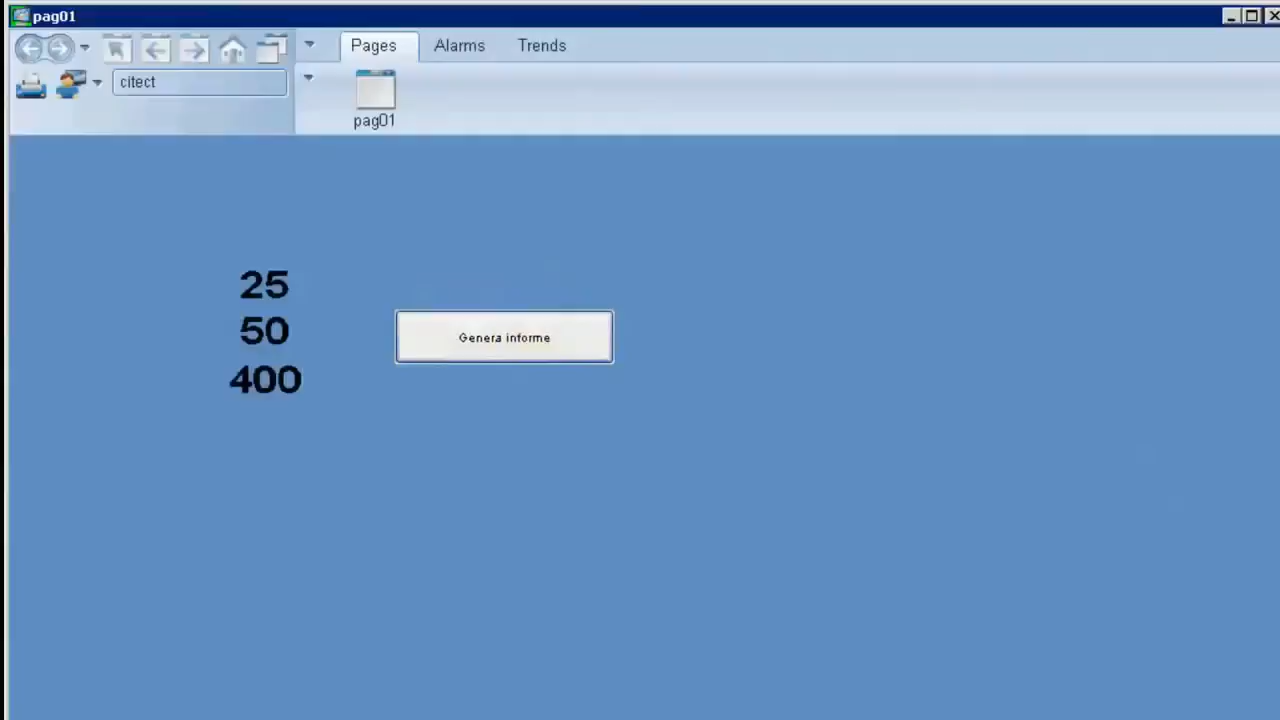 pag01
Pages Alarms Trends
citect
pag01
25
50
400
Genera informe